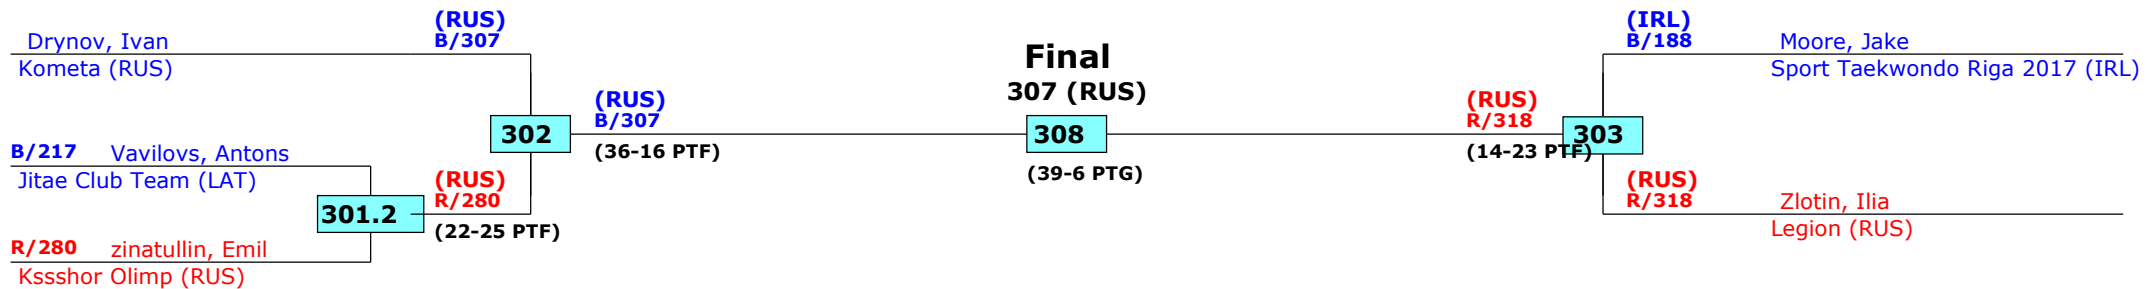 (RUS)
B/307
Drynov, Ivan
Kometa (RUS)
B/217 Vavilovs, Antons
Jitae Club Team (LAT)
301.2
R/280 zinatullin, Emil
Kssshor Olimp (RUS)
(RUS)
R/280
(22-25 PTF)
302
(RUS)
B/307
(36-16 PTF)
Final
307 (RUS)
308
(39-6 PTG)
(RUS)
R/318
(14-23 PTF)
303
(IRL)
B/188
Moore, Jake
Sport Taekwondo Riga 2017 (IRL)
(RUS)
R/318
Zlotin, Ilia
Legion (RUS)